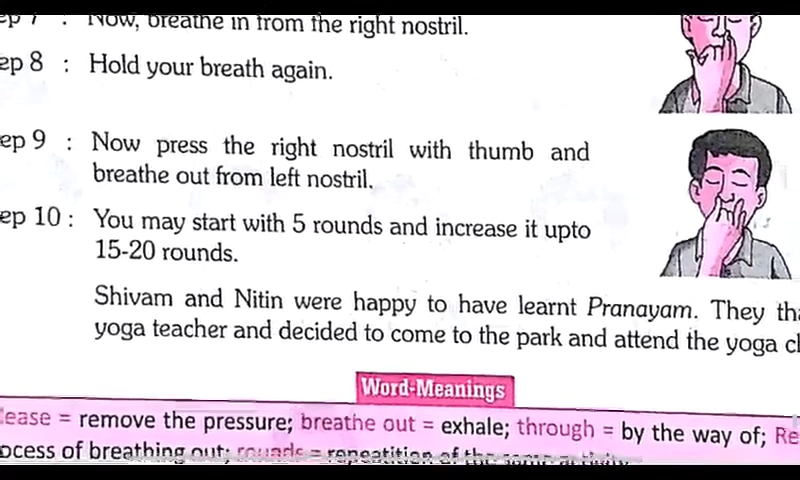 ep 7 : Now, breathe in from the right nostril.
ep 8 : Hold your breath again.
ep 9 : Now press the right nostril with thumb and
breathe out from left nostril.
ep 10 : You may start with 5 rounds and increase it upto
15-20 rounds.
Shivam and Nitin were happy to have learnt Pranayam. They tha
yoga teacher and decided to come to the park and attend the yoga cl
Word-Meanings
ease = remove the pressure; breathe out = exhale; through = by the way of; Re
ocess of breathing out; rounds = repeatition of the same activity